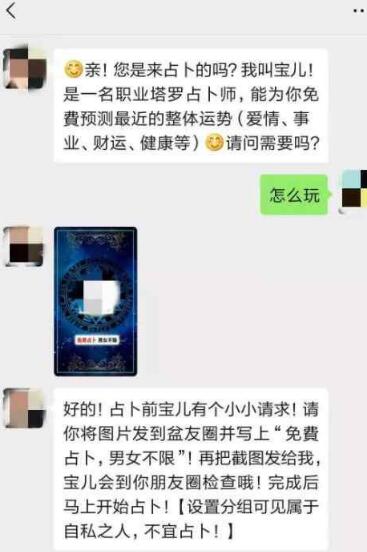 😊亲！您是来占卜的吗？我叫宝儿！
是一名职业塔罗占卜师，能为你免
費预测最近的整体运势（爱情、事
业、财运、健康等）😊请问需要吗？
怎么玩
免费占卜 男女不限
好的！占卜前宝儿有个小小请求！请
你将图片发到盆友圈并写上“免費
占卜，男女不限”！再把截图发给我，
宝儿会到你朋友圈检查哦！完成后
马上开始占卜！【设置分组可见属于
自私之人，不宜占卜！】